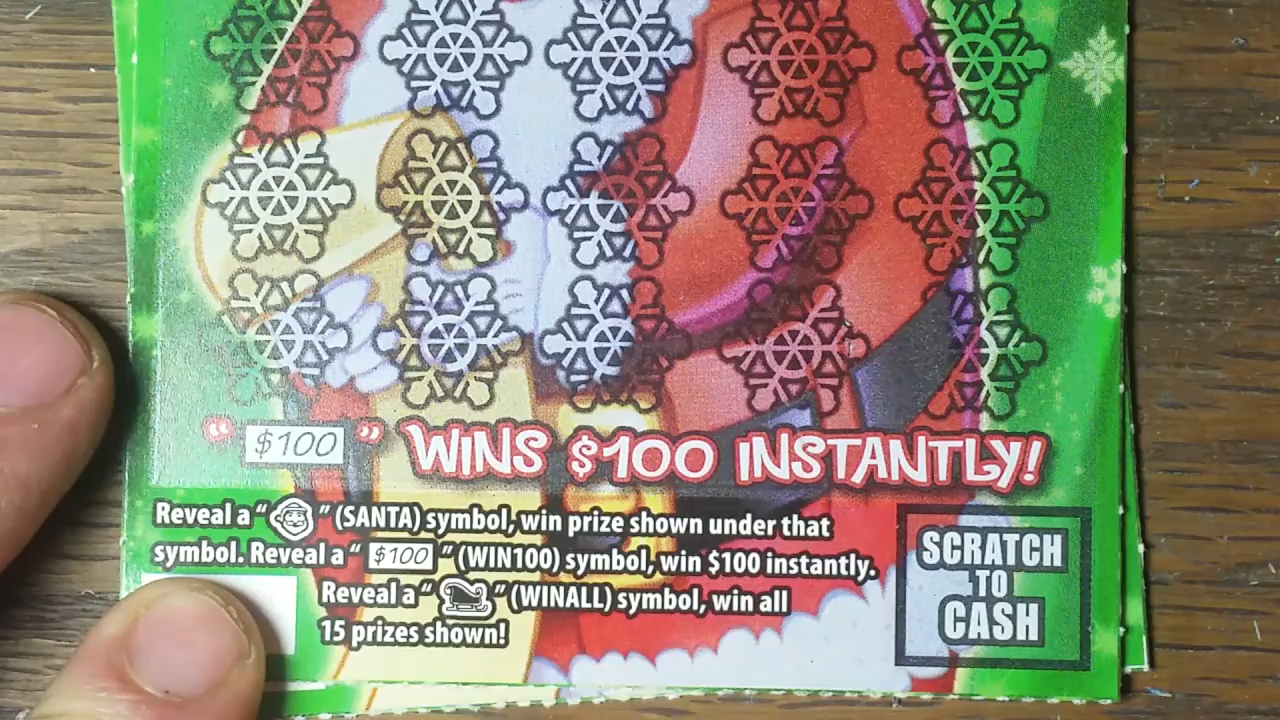 " $100 " WINS $100 INSTANTLY!
Reveal a " " (SANTA) symbol, win prize shown under that
symbol. Reveal a " $100 " (WIN100) symbol, win $100 instantly.
Reveal a " " (WINALL) symbol, win all
15 prizes shown!
SCRATCH
TO
CASH